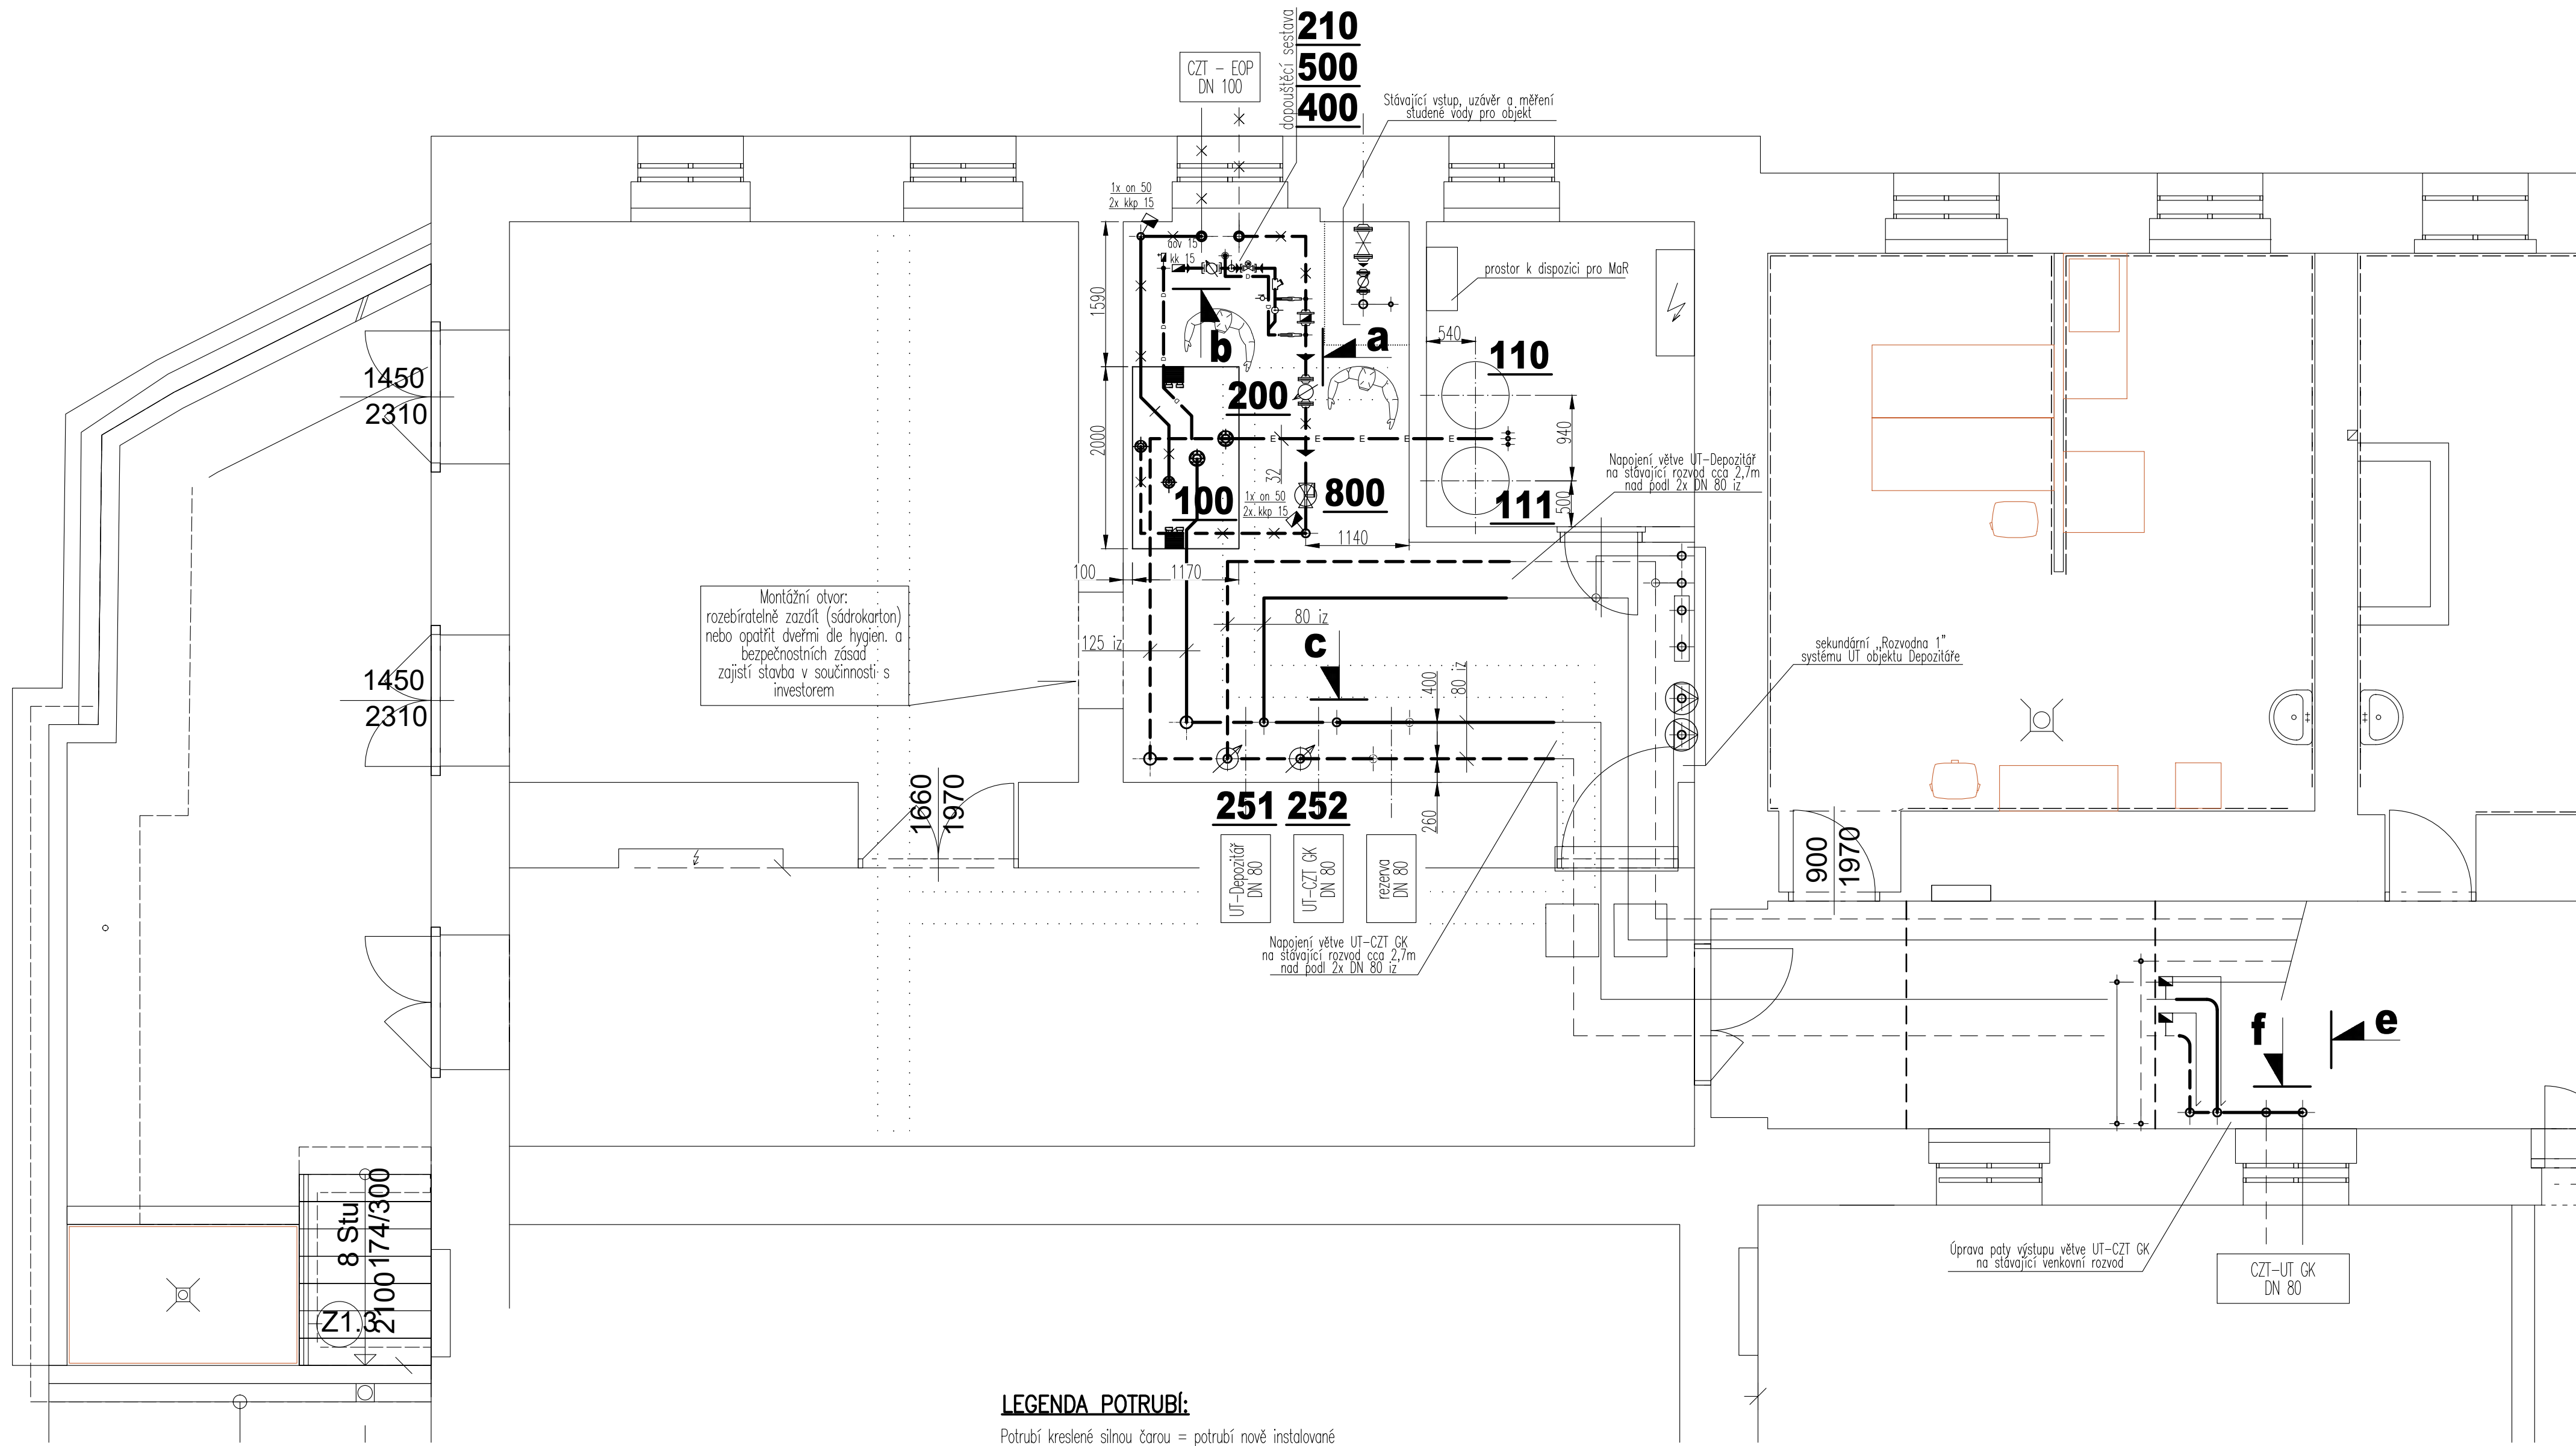 210
500
400
dopouštěcí sestava
CZT - EOP
DN 100
Stávající vstup, uzávěr a měření
studené vody pro objekt
1x on 50
2x kkp 15
kk 15
prostor k dispozici pro MaR
1590
2000
b
a
540
110
200
940
32
100
1x on 50
2x kkp 15
800
111
500
1140
Napojení větve UT-Depozitář
na stávající rozvod cca 2,7m
nad podl 2x DN 80 iz
1450
2310
100
1170
80 iz
125 iz
Montážní otvor:
rozebíratelně zazdít (sádrokarton)
nebo opatřit dveřmi dle hygien. a
bezpečnostních zásad
zajistí stavba v součinnosti s
investorem
c
400
80 iz
sekundární „Rozvodna 1"
systému UT objektu Depozitáře
1450
2310
1660
1970
251
252
260
UT-Depozitář
DN 80
UT-CZT GK
DN 80
rezerva
DN 80
900
1970
Napojení větve UT-CZT GK
na stávající rozvod cca 2,7m
nad podl 2x DN 80 iz
f
e
8 Stu
174/300
2100
Z1.3
Úprava paty výstupu větve UT-CZT GK
na stávající venkovní rozvod
CZT-UT GK
DN 80
LEGENDA POTRUBÍ:
Potrubí kreslené silnou čarou = potrubí nově instalované